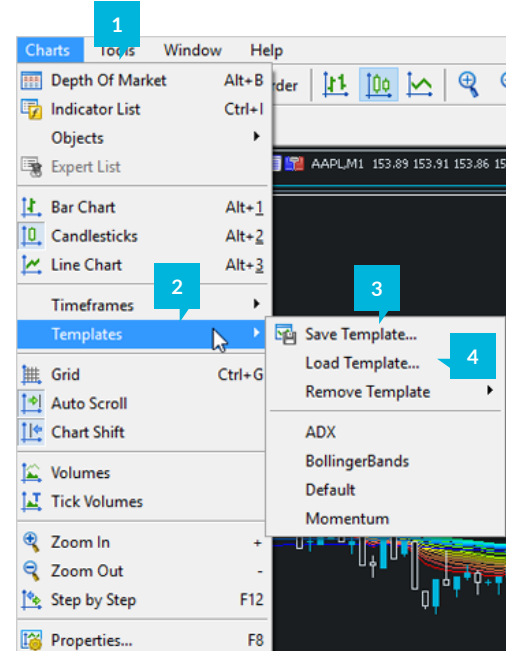 1
Charts Tools Window Help
Depth Of Market Alt+B
Indicator List Ctrl+I
Objects
Expert List
AAPL,M1 153.89 153.91 153.86 15
Bar Chart Alt+1
Candlesticks Alt+2
Line Chart Alt+3
2
Timeframes
3
Templates
Save Template...
4
Load Template...
Remove Template
Grid Ctrl+G
Auto Scroll
Chart Shift
ADX
BollingerBands
Default
Momentum
Volumes
Tick Volumes
Zoom In +
Zoom Out -
Step by Step F12
Properties... F8